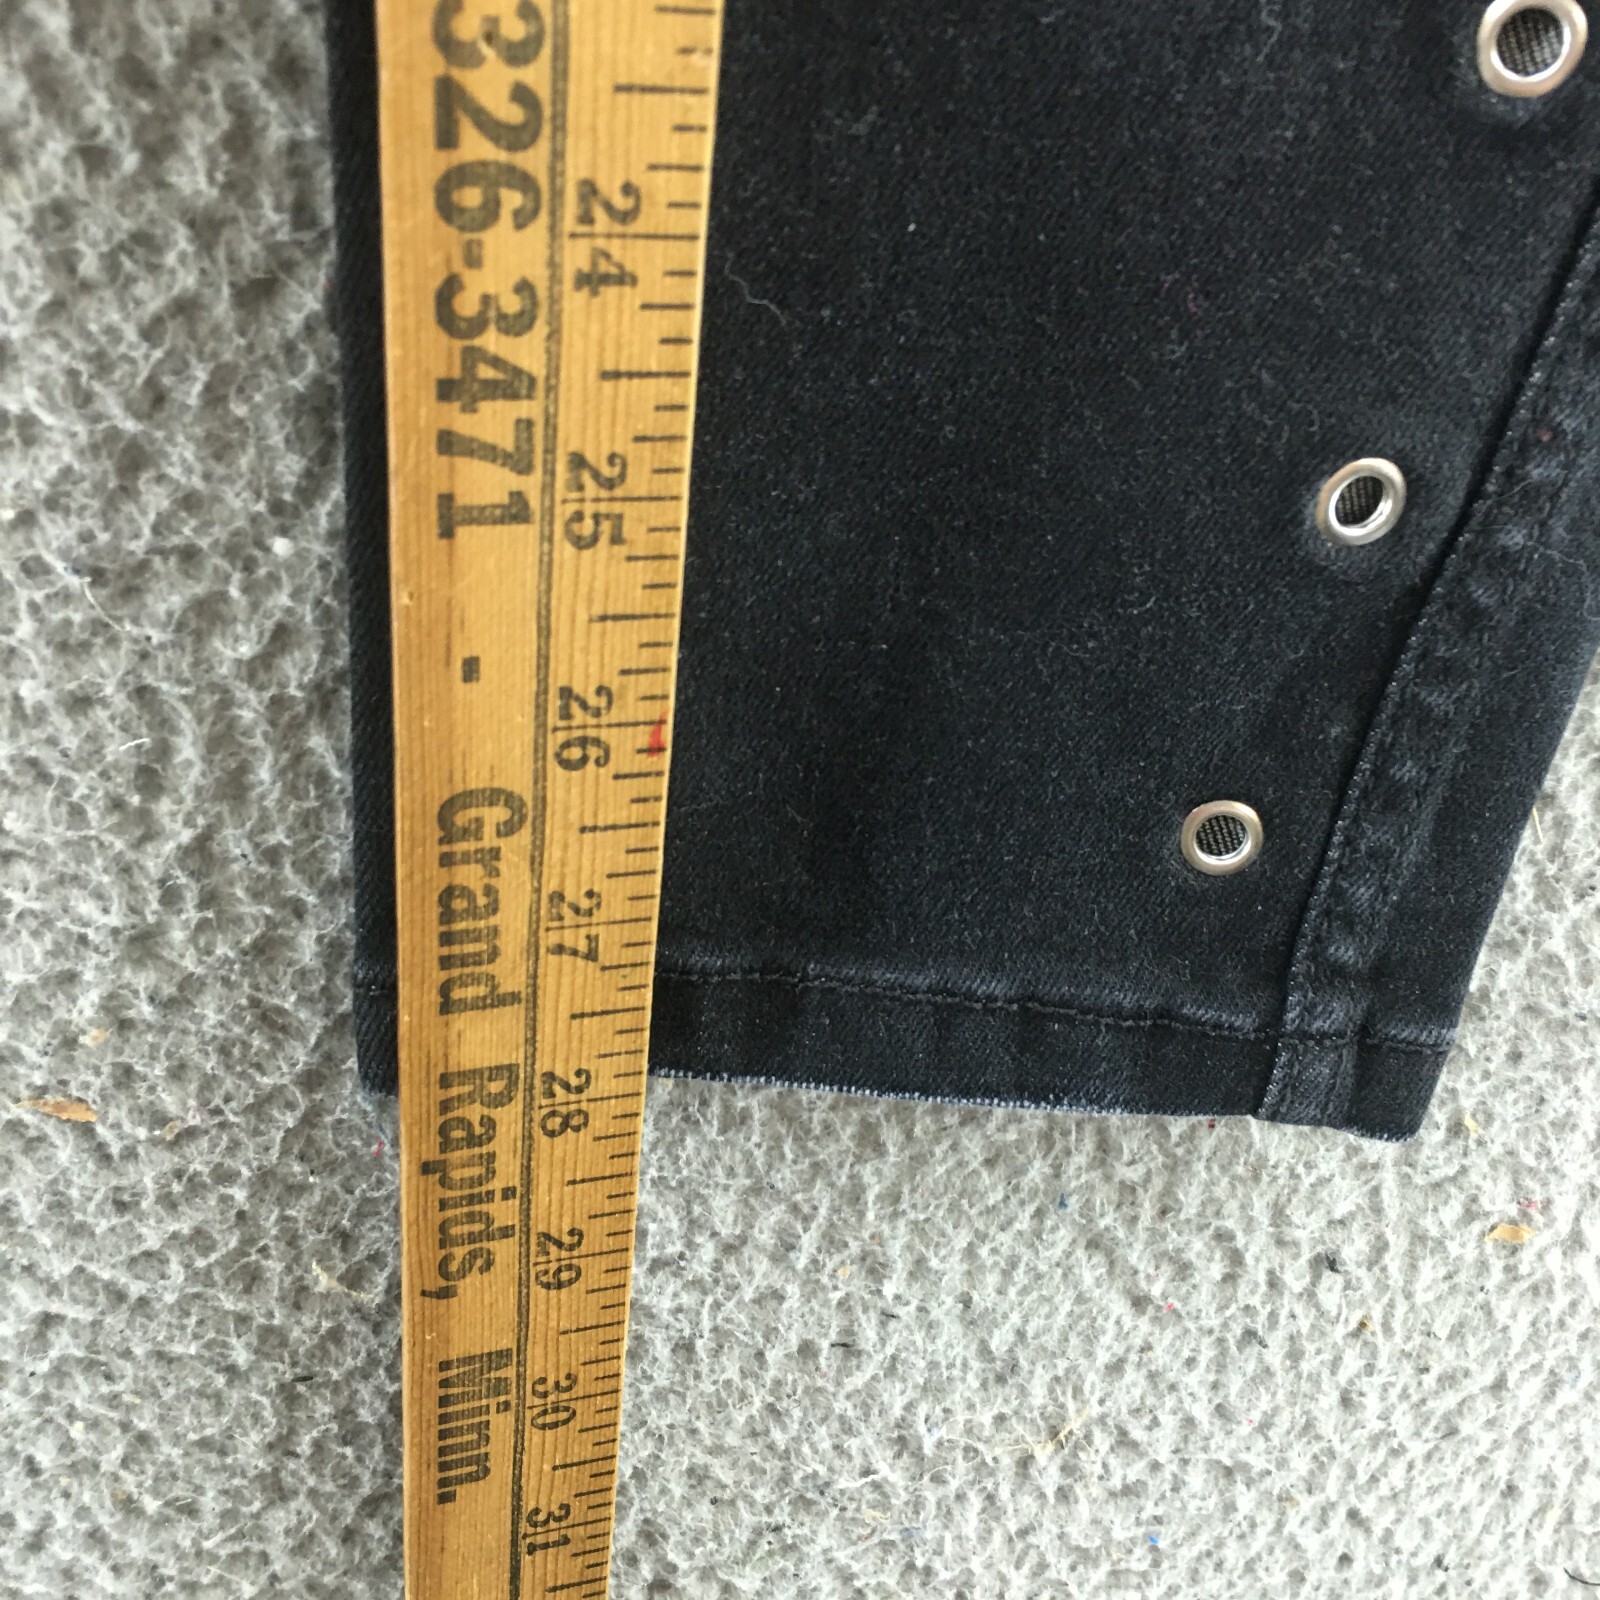 326-3471 - Grand Rapids, Minn.
24 25 26 27 28 29 30 31